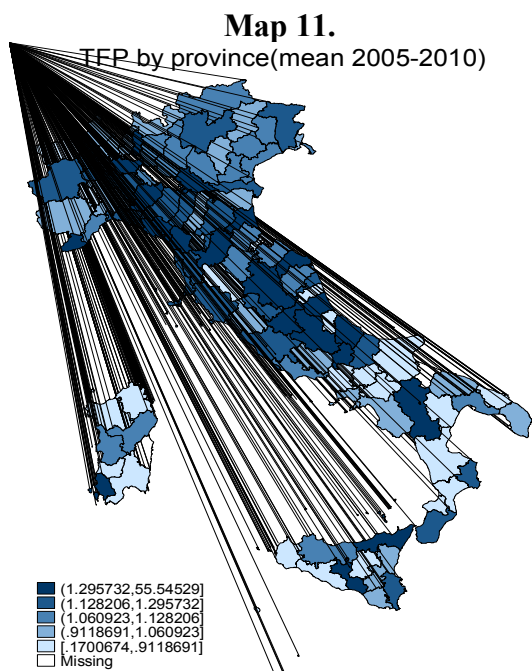 Map 11.
TFP by province(mean 2005-2010)
(1.295732,55.54529]
(1.128206,1.295732]
(1.060923,1.128206]
(.9118691,1.060923]
[.1700674,.9118691]
Missing